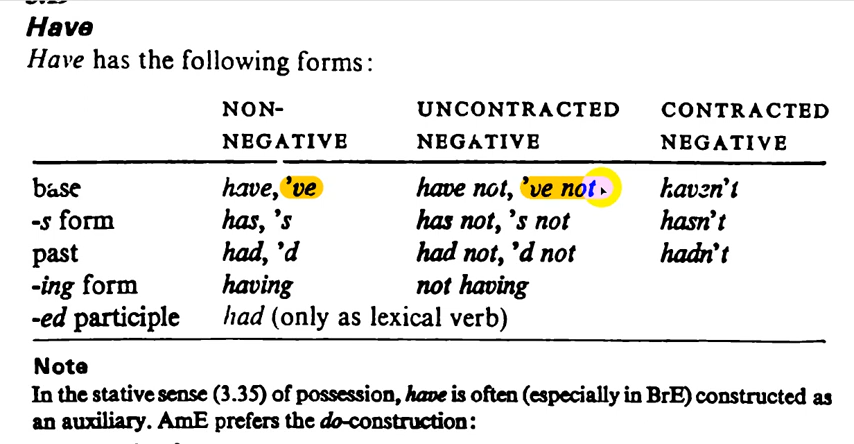 Have
Have has the following forms:
NON- UNCONTRACTED CONTRACTED
NEGATIVE NEGATIVE NEGATIVE
base have, 've have not, 've not haven't
-s form has, 's has not, 's not hasn't
past had, 'd had not, 'd not hadn't
-ing form having not having
-ed participle had (only as lexical verb)
Note
In the stative sense (3.35) of possession, have is often (especially in BrE) constructed as
an auxiliary. AmE prefers the do-construction: